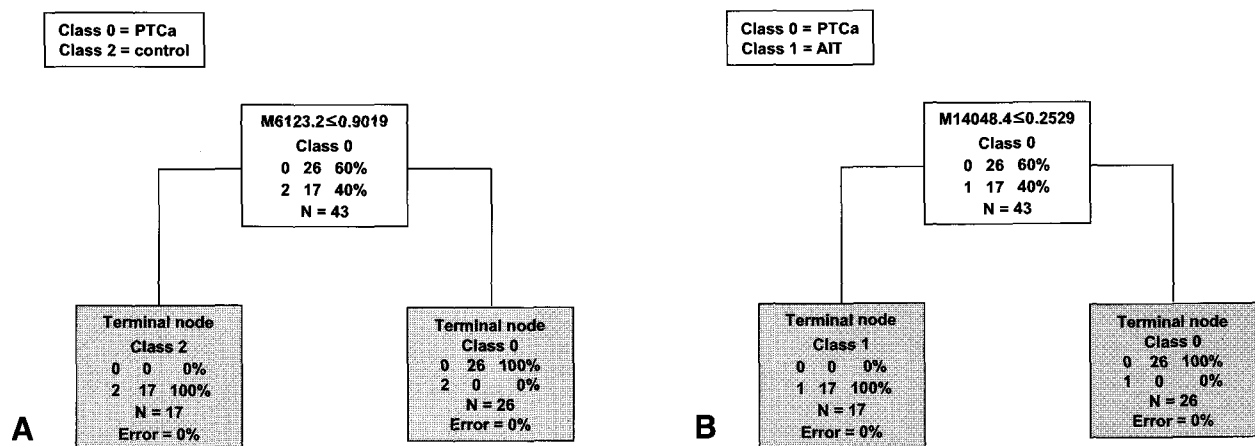 Class 0 = PTCa
Class 2 = control
M6123.2≤0.9019
Class 0
0 26 60%
2 17 40%
N = 43
Terminal node
Class 2
0 0 0%
2 17 100%
N = 17
Error = 0%
Terminal node
Class 0
0 26 100%
2 0 0%
N = 26
Error = 0%
A
Class 0 = PTCa
Class 1 = AIT
M14048.4≤0.2529
Class 0
0 26 60%
1 17 40%
N = 43
Terminal node
Class 1
0 0 0%
1 17 100%
N = 17
Error = 0%
Terminal node
Class 0
0 26 100%
1 0 0%
N = 26
Error = 0%
B